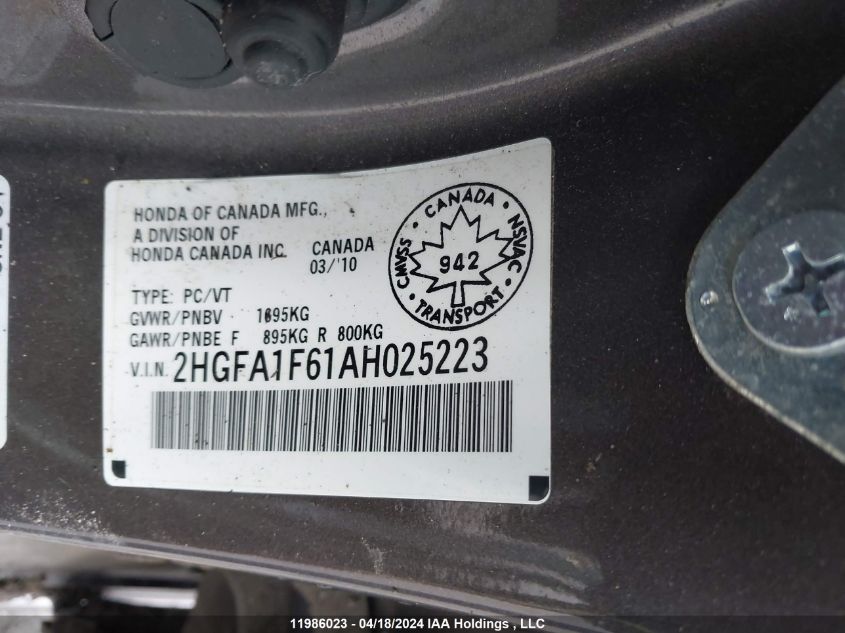 HONDA OF CANADA MFG.,
A DIVISION OF
HONDA CANADA INC.
CANADA
03/'10
TYPE: PC/VT
GVWR/PNBV 1695KG
GAWR/PNBE F 895KG R 800KG
V.I.N. 2HGFA1F61AH025223
CANADA
NSVAC
TRANSPORT
CMVSS
942
11986023 - 04/18/2024 IAA Holdings , LLC